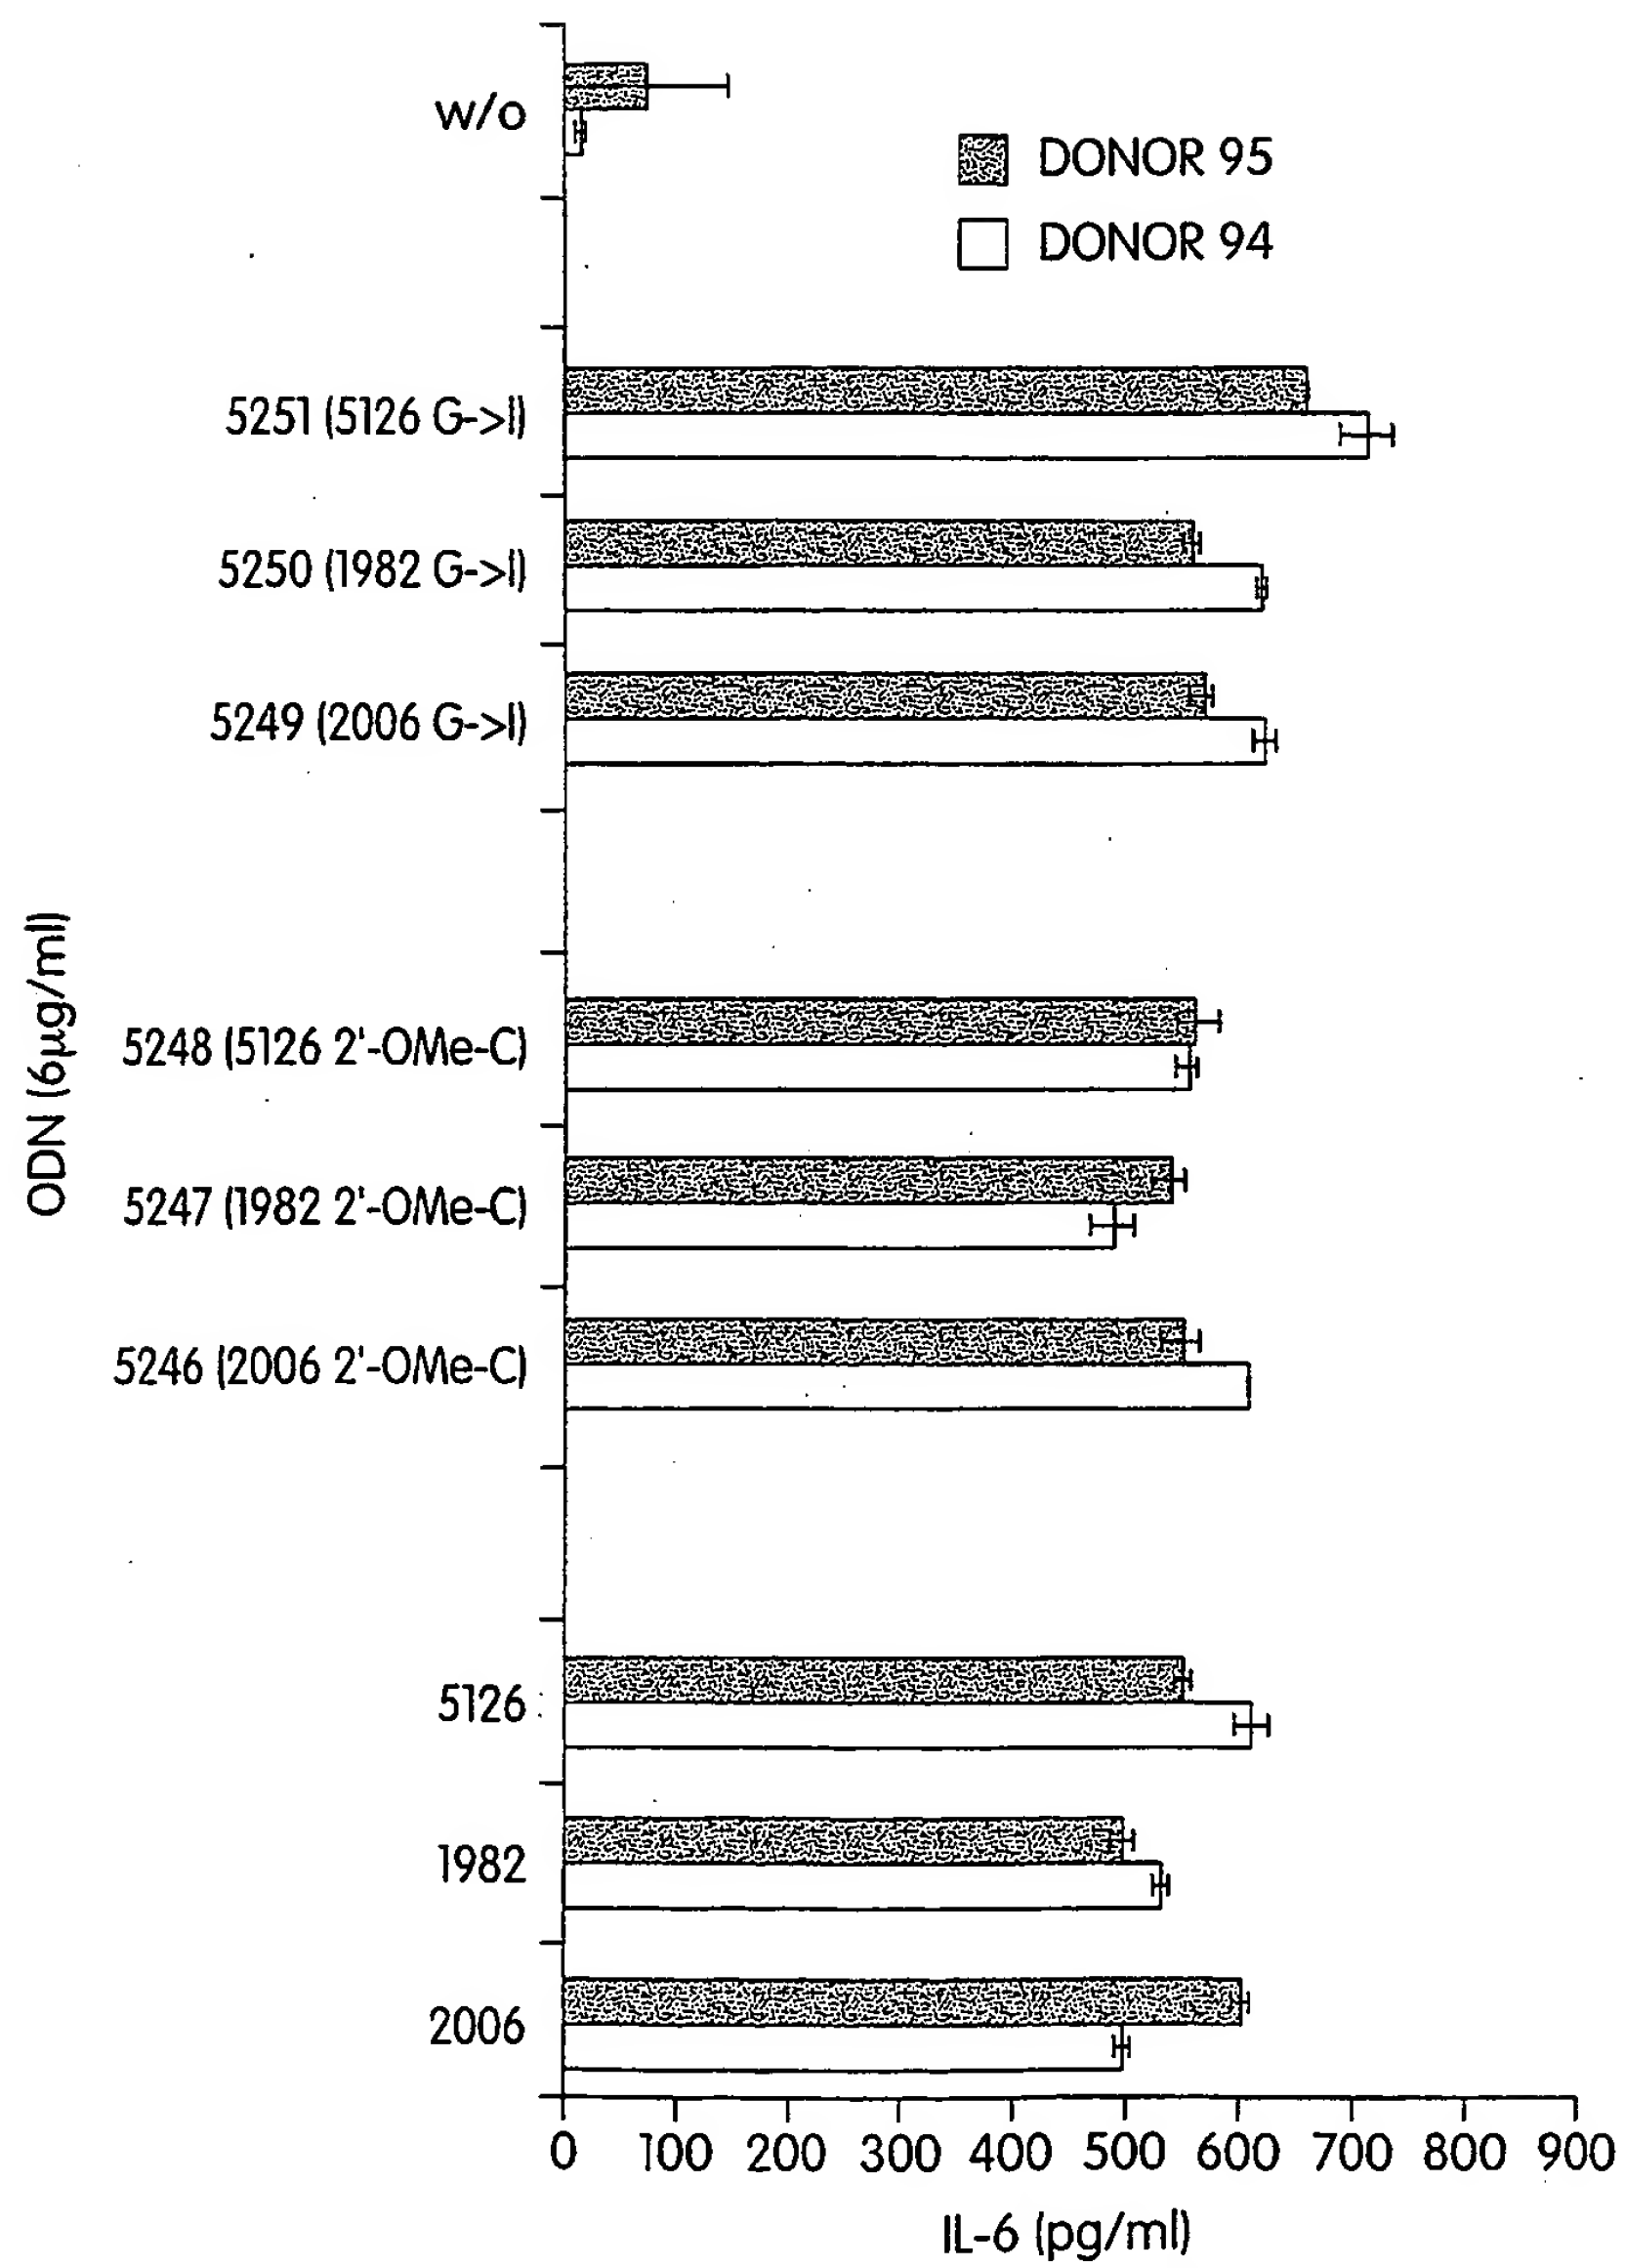 w/o
DONOR 95
DONOR 94
5251 (5126 G->I)
5250 (1982 G->I)
5249 (2006 G->I)
ODN (6µg/ml)
5248 (5126 2'-OMe-C)
5247 (1982 2'-OMe-C)
5246 (2006 2'-OMe-C)
5126
1982
2006
0 100 200 300 400 500 600 700 800 900
IL-6 (pg/ml)